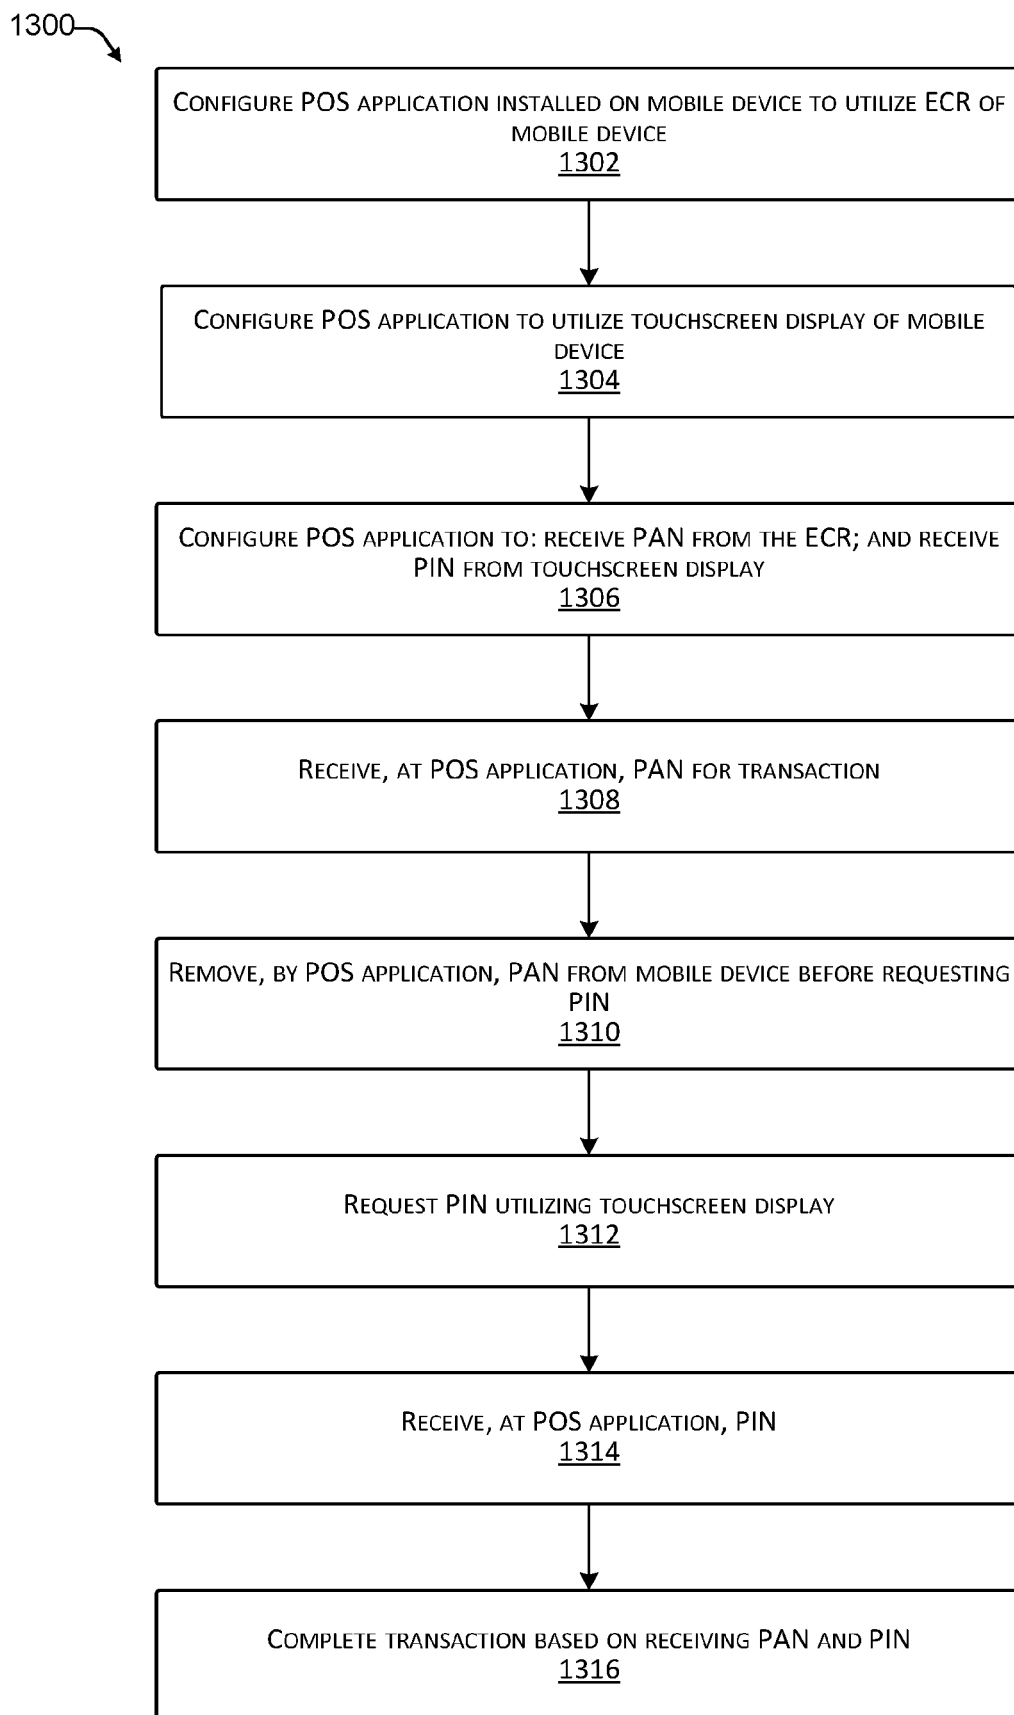 1300
Configure POS application installed on mobile device to utilize ECR of
mobile device
1302
Configure POS application to utilize touchscreen display of mobile
device
1304
Configure POS application to: receive PAN from the ECR; and receive
PIN from touchscreen display
1306
Receive, at POS application, PAN for transaction
1308
Remove, by POS application, PAN from mobile device before requesting
PIN
1310
Request PIN utilizing touchscreen display
1312
Receive, at POS application, PIN
1314
Complete transaction based on receiving PAN and PIN
1316